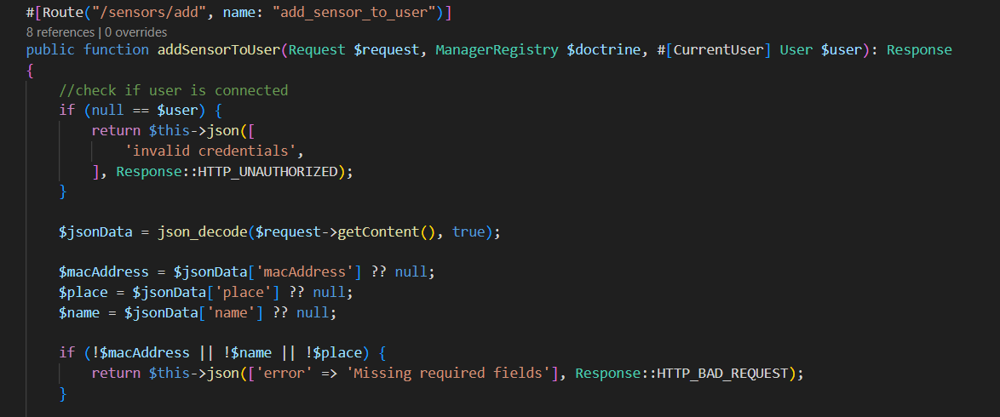 #[Route("/sensors/add", name: "add_sensor_to_user")]
8 references | 0 overrides
public function addSensorToUser(Request $request, ManagerRegistry $doctrine, #[CurrentUser] User $user): Response
{
    //check if user is connected
    if (null == $user) {
        return $this->json([
            'invalid credentials',
        ], Response::HTTP_UNAUTHORIZED);
    }

    $jsonData = json_decode($request->getContent(), true);

    $macAddress = $jsonData['macAddress'] ?? null;
    $place = $jsonData['place'] ?? null;
    $name = $jsonData['name'] ?? null;

    if (!$macAddress || !$name || !$place) {
        return $this->json(['error' => 'Missing required fields'], Response::HTTP_BAD_REQUEST);
    }